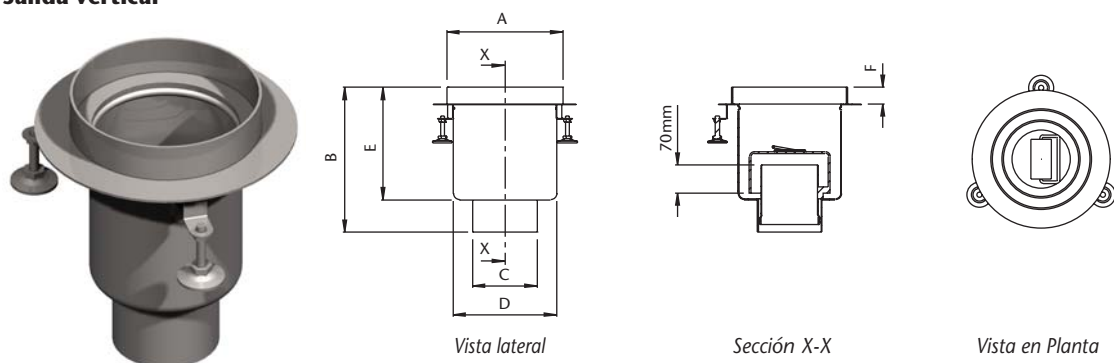 Salida vertical
A
X
B
E
X
C
D
Vista lateral
F
70mm
Sección X-X
Vista en Planta